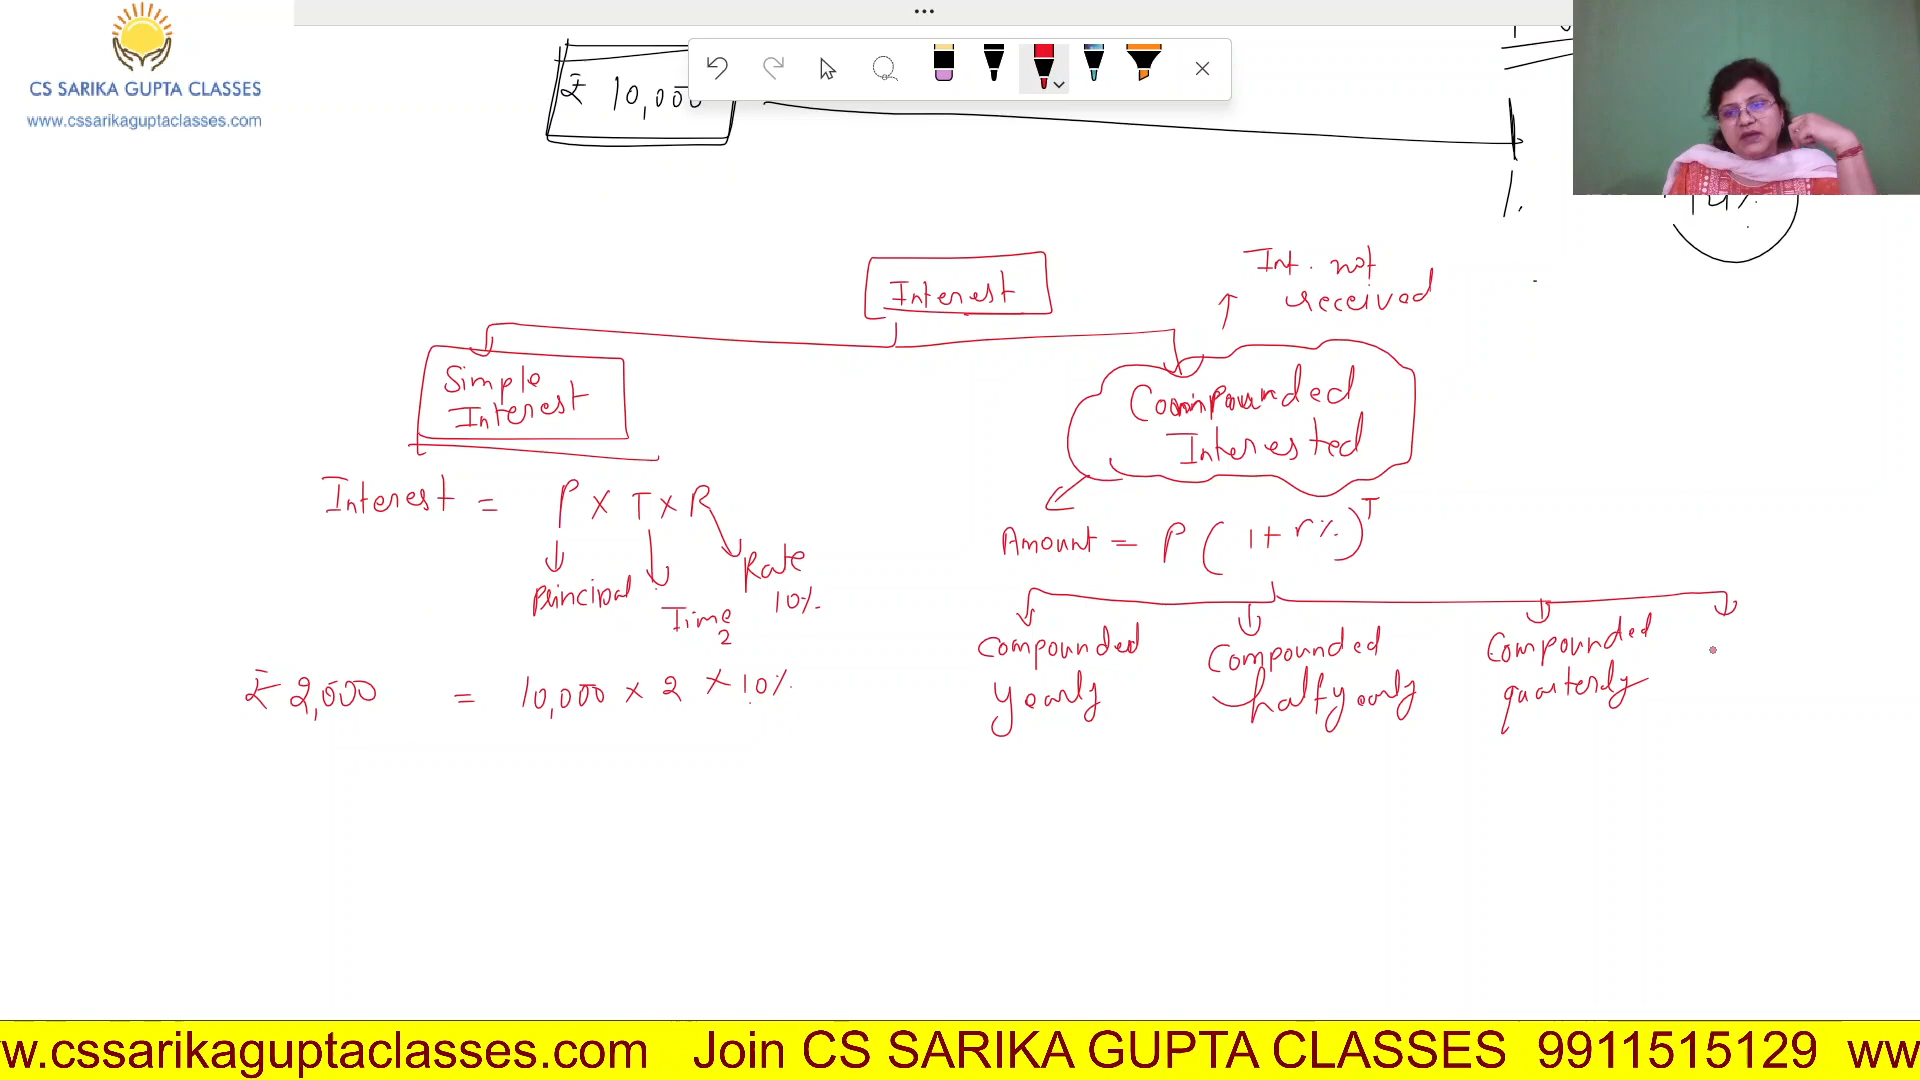 CS SARIKA GUPTA CLASSES
www.cssarikaguptaclasses.com
₹ 10,000
14%.
Interest
Int. not
received
Simple
Interest
Compounded
Interested
Interest = P x T x R
Amount = P ( 1 + r% )T
Principal
Time
2
Rate
10%
Compounded
yearly
Compounded
halfyearly
Compounded
quarterly
₹ 2,000 = 10,000 x 2 x 10%
w.cssarikaguptaclasses.com Join CS SARIKA GUPTA CLASSES 9911515129 ww